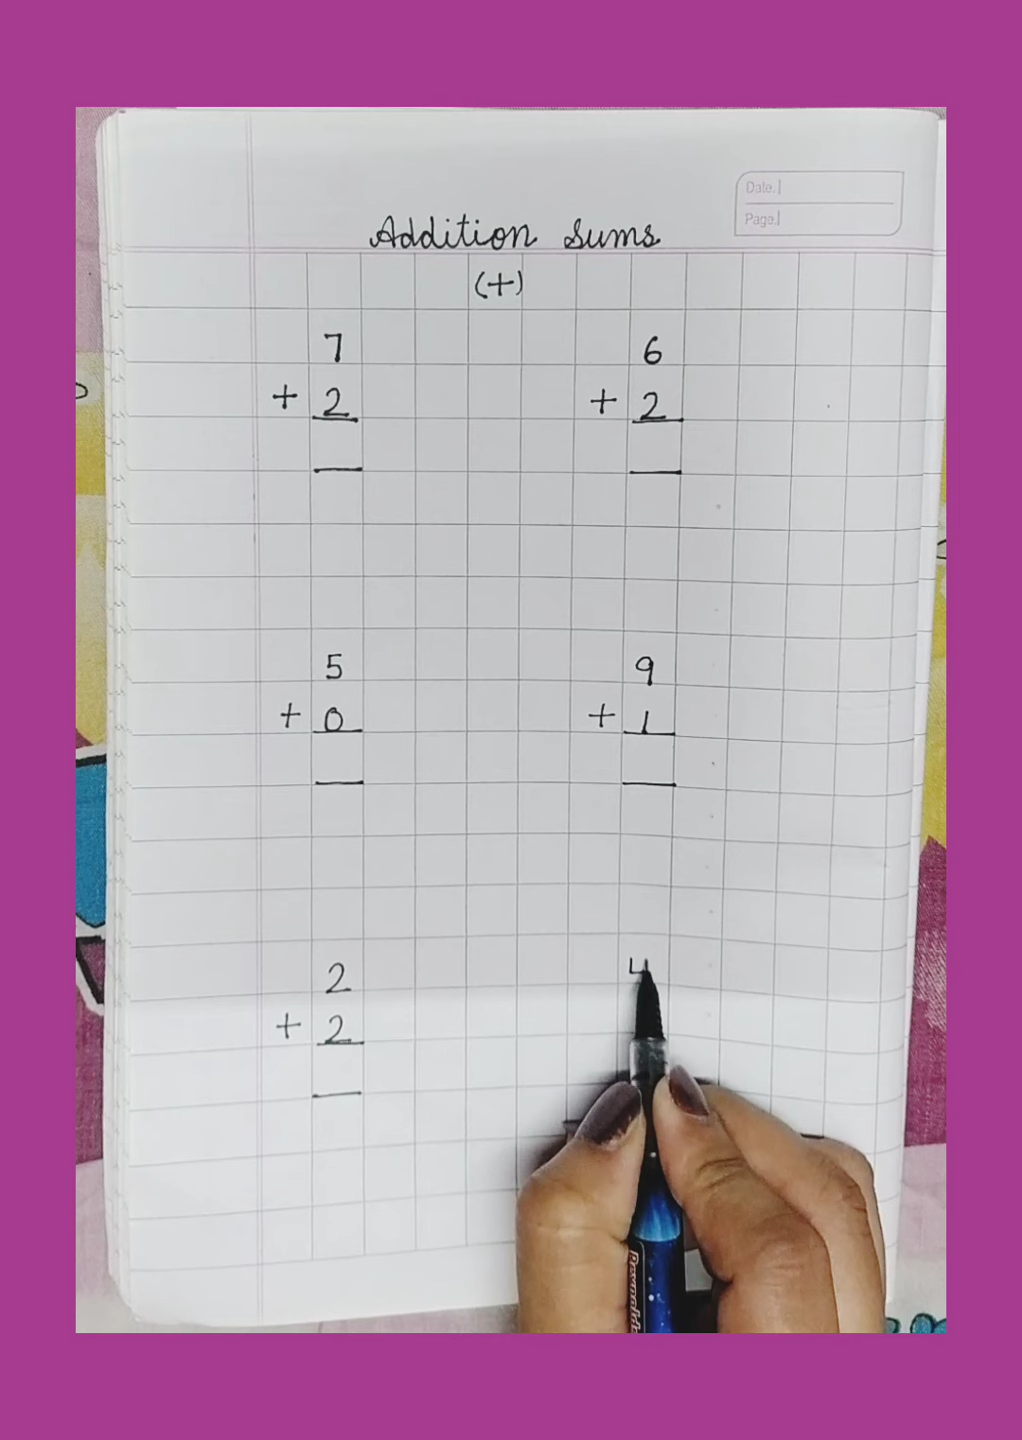 Date.
Page.
Addition Sums
(+)
7 6
+ 2 + 2
5 9
+ 0 + 1
2 4
+ 2